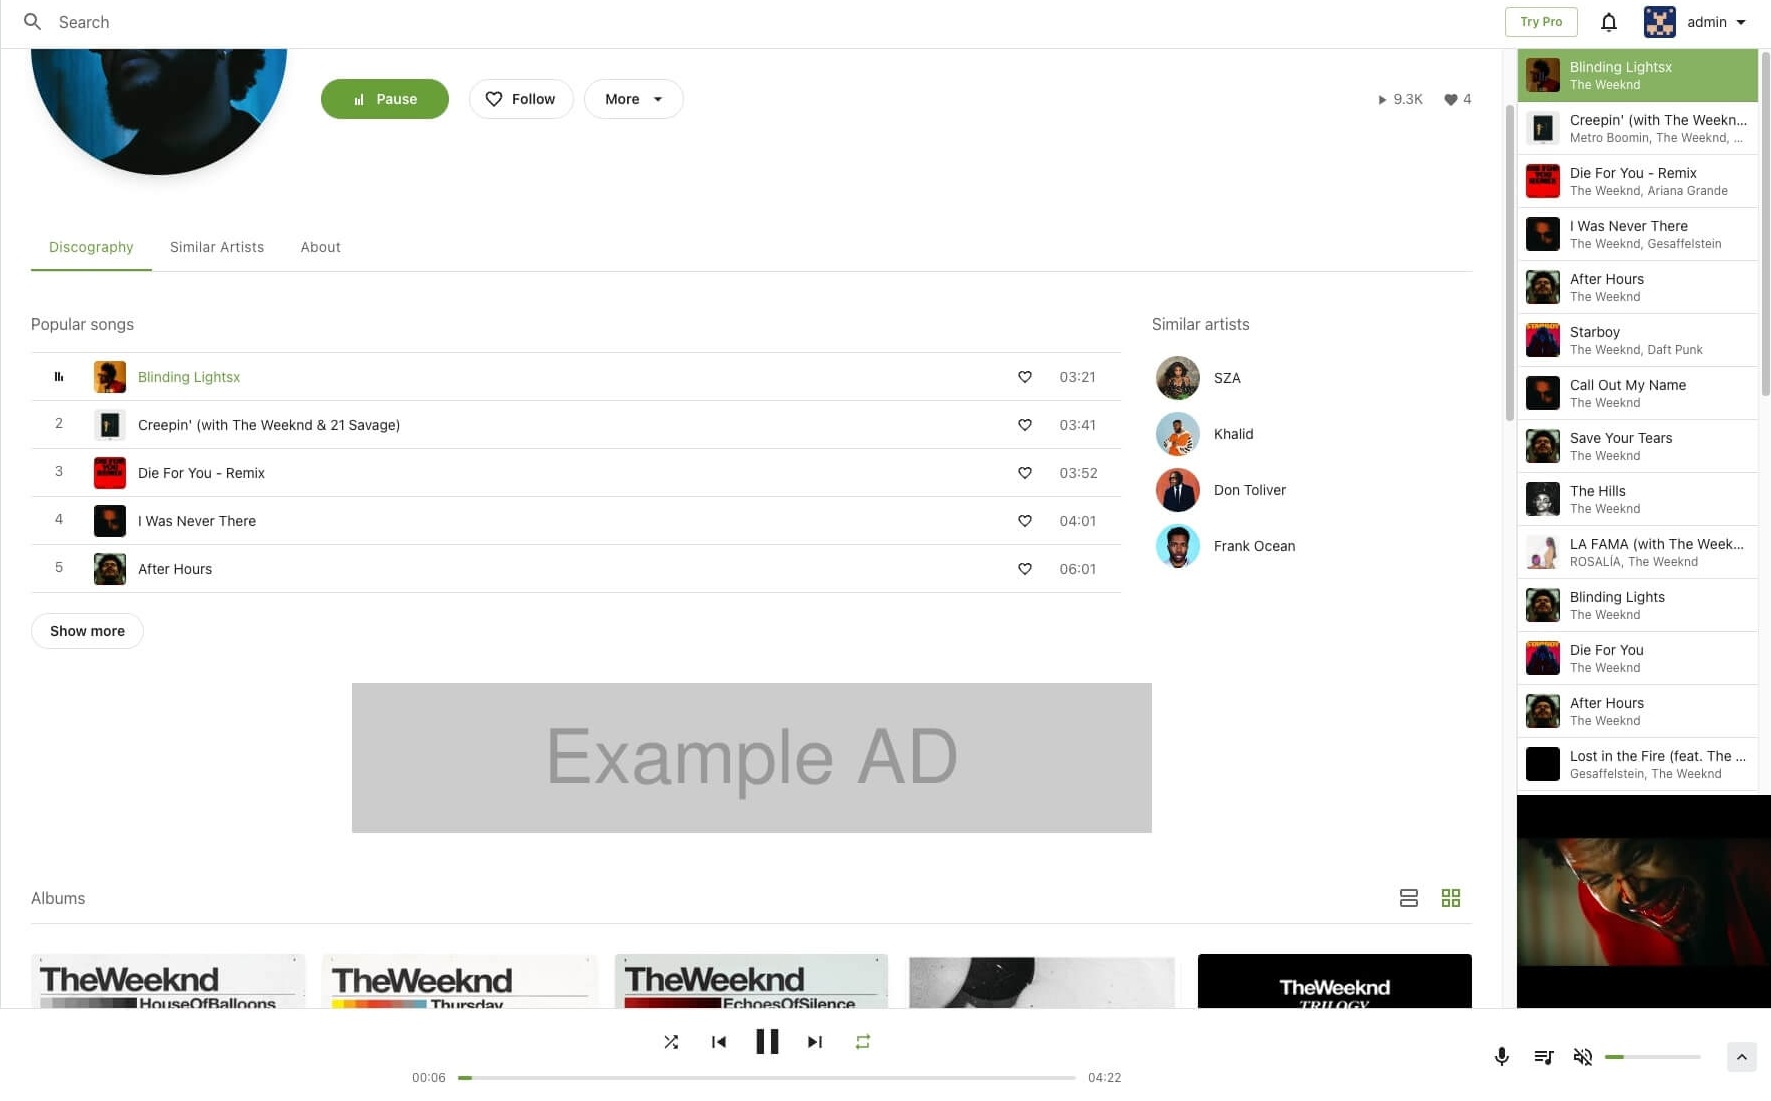 Search
Try Pro
admin
Pause
Follow
More
9.3K
4
Discography
Similar Artists
About
Popular songs
Blinding Lightsx
03:21
2
Creepin' (with The Weeknd & 21 Savage)
03:41
3
Die For You - Remix
03:52
4
I Was Never There
04:01
5
After Hours
06:01
Show more
Similar artists
SZA
Khalid
Don Toliver
Frank Ocean
Example AD
Albums
TheWeeknd
HouseOfBalloons
TheWeeknd
Thursday
TheWeeknd
EchoesOfSilence
TheWeeknd
TRILOGY
Blinding Lightsx
The Weeknd
Creepin' (with The Weekn...
Metro Boomin, The Weeknd, ...
Die For You - Remix
The Weeknd, Ariana Grande
I Was Never There
The Weeknd, Gesaffelstein
After Hours
The Weeknd
Starboy
The Weeknd, Daft Punk
Call Out My Name
The Weeknd
Save Your Tears
The Weeknd
The Hills
The Weeknd
LA FAMA (with The Week...
ROSALÍA, The Weeknd
Blinding Lights
The Weeknd
Die For You
The Weeknd
After Hours
The Weeknd
Lost in the Fire (feat. The ...
Gesaffelstein, The Weeknd
00:06
04:22